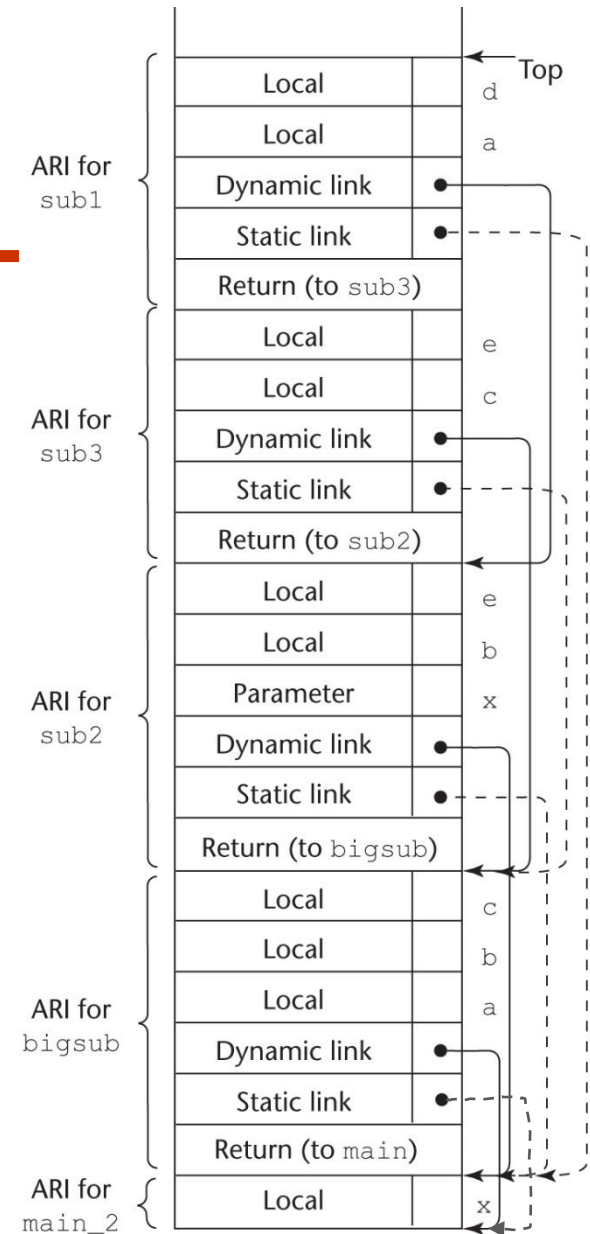 Top
Local
d
Local
a
ARI for
sub1
Dynamic link
Static link
Return (to sub3)
Local
e
Local
c
ARI for
sub3
Dynamic link
Static link
Return (to sub2)
Local
e
Local
b
ARI for
sub2
Parameter
x
Dynamic link
Static link
Return (to bigsub)
Local
c
Local
b
ARI for
bigsub
Local
a
Dynamic link
Static link
Return (to main)
ARI for
main_2
Local
x